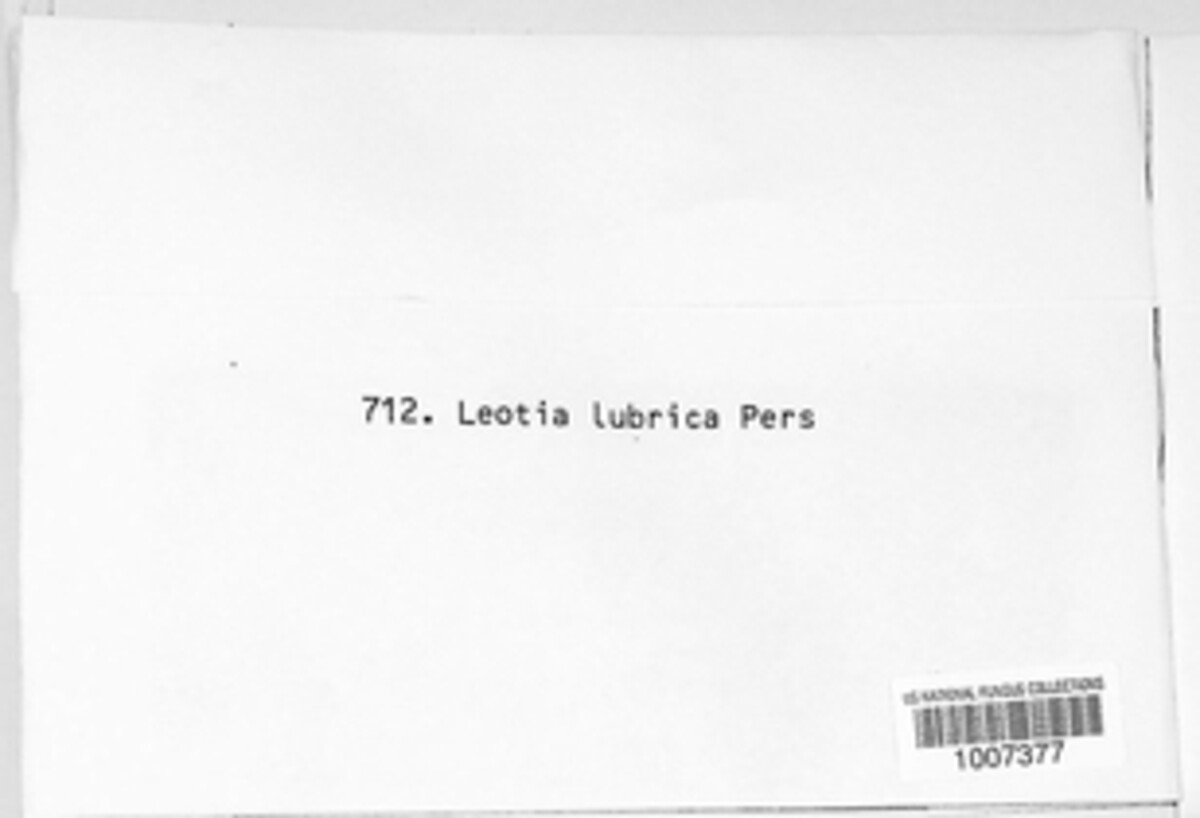 712. Leotia lubrica Pers
US NATIONAL FUNGUS COLLECTIONS
1007377